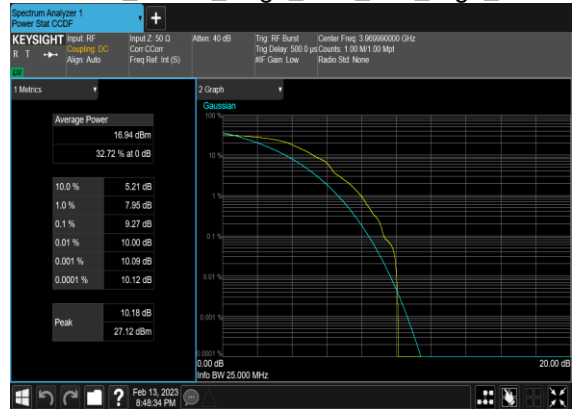 Spectrum Analyzer 1
Power Stat CCDF
+
KEYSIGHT
R T
LXI
Input: RF
Coupling: DC
Align: Auto
Input Z: 50 Ω
Corr CCorr
Freq Ref: Int (S)
Atten: 40 dB
Trig: RF Burst
Trig Delay: 500.0 µs
#IF Gain: Low
Center Freq: 3.969990000 GHz
Counts: 1.00 M/1.00 Mpt
Radio Std: None
1 Metrics
Average Power
16.94 dBm
32.72 % at 0 dB
10.0 % 5.21 dB
1.0 % 7.95 dB
0.1 % 9.27 dB
0.01 % 10.00 dB
0.001 % 10.09 dB
0.0001 % 10.12 dB
Peak
10.18 dB
27.12 dBm
2 Graph
Gaussian
100 %
10 %
1 %
0.1 %
0.01 %
0.001 %
0.0001 %
0.00 dB
20.00 dB
Info BW 25.000 MHz
?
Feb 13, 2023
8:48:34 PM